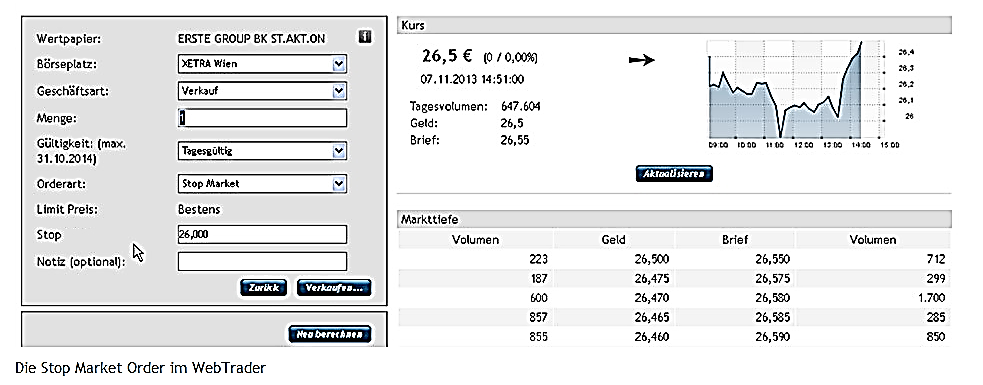 Wertpapier: ERSTE GROUP BK ST.AKT.ON i
Börseplatz: XETRA Wien
Geschäftsart: Verkauf
Menge: 1
Gültigkeit: (max. 31.10.2014) Tagesgültig
Orderart: Stop Market
Limit Preis: Bestens
Stop 26,000
Notiz (optional):
Zurück Verkaufen...
Neu berechnen
Kurs
26,5 € (0 / 0,00%)
07.11.2013 14:51:00
Tagesvolumen: 647.604
Geld: 26,5
Brief: 26,55
26,4
26,3
26,2
26,1
26
09:00 10:00 11:00 12:00 13:00 14:00 15:00
Aktualisieren
Markttiefe
Volumen Geld Brief Volumen
223 26,500 26,550 712
187 26,475 26,575 299
600 26,470 26,580 1.700
857 26,465 26,585 285
855 26,460 26,590 850
Die Stop Market Order im WebTrader